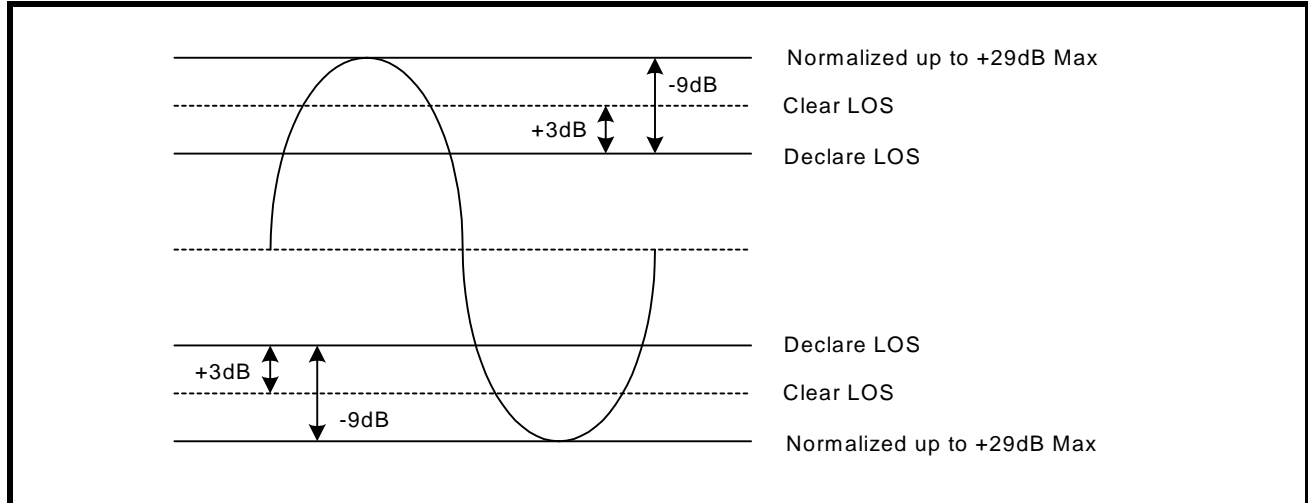 Normalized up to +29dB Max
-9dB
Clear LOS
+3dB
Declare LOS
Declare LOS
+3dB
Clear LOS
-9dB
Normalized up to +29dB Max